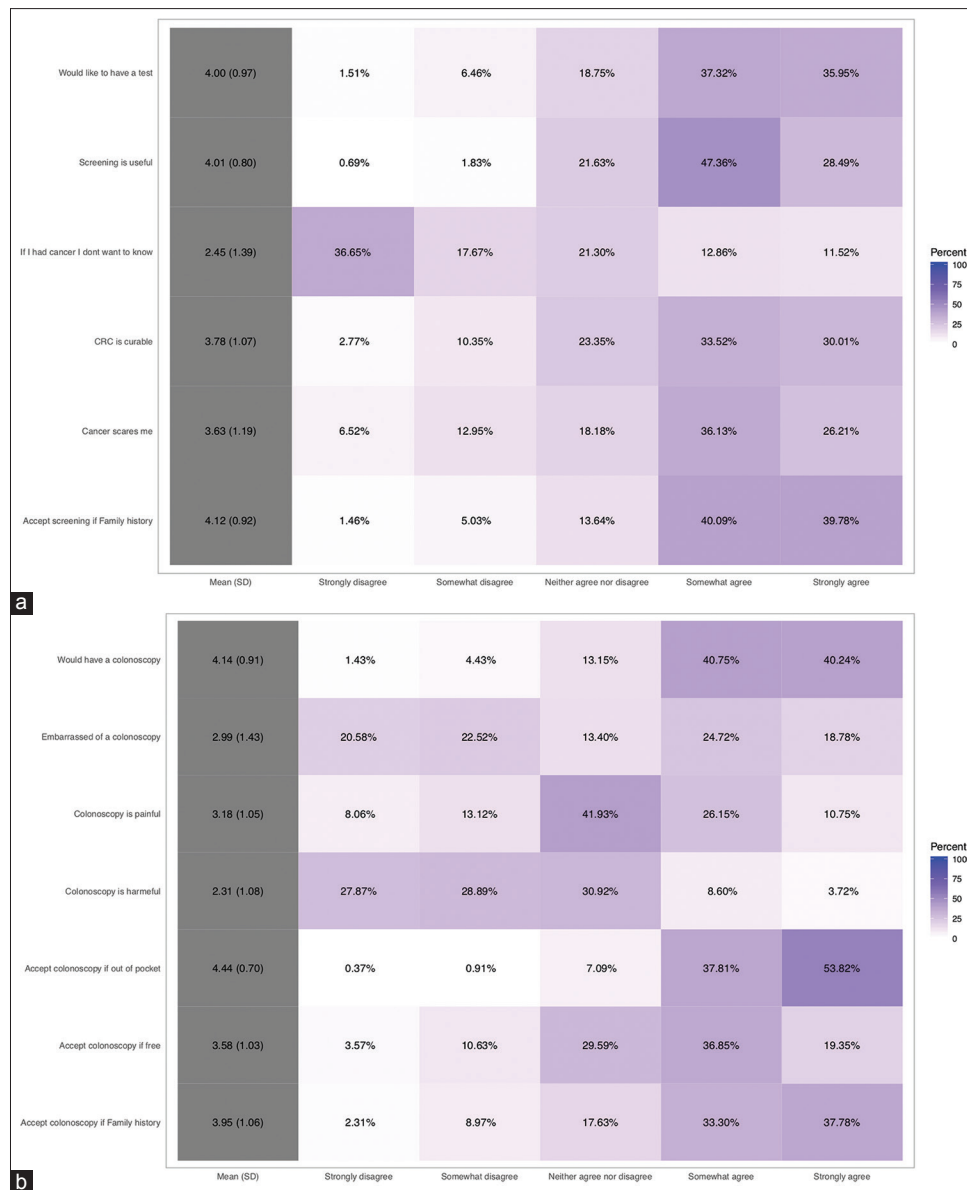 Would like to have a test 4.00 (0.97) 1.51% 6.46% 18.75% 37.32% 35.95%
Screening is useful 4.01 (0.80) 0.69% 1.83% 21.63% 47.36% 28.49%
If I had cancer I dont want to know 2.45 (1.39) 36.65% 17.67% 21.30% 12.86% 11.52%
Percent
100
75
50
25
0
CRC is curable 3.78 (1.07) 2.77% 10.35% 23.35% 33.52% 30.01%
Cancer scares me 3.63 (1.19) 6.52% 12.95% 18.18% 36.13% 26.21%
Accept screening if Family history 4.12 (0.92) 1.46% 5.03% 13.64% 40.09% 39.78%
Mean (SD) Strongly disagree Somewhat disagree Neither agree nor disagree Somewhat agree Strongly agree
a
Would have a colonoscopy 4.14 (0.91) 1.43% 4.43% 13.15% 40.75% 40.24%
Embarrassed of a colonoscopy 2.99 (1.43) 20.58% 22.52% 13.40% 24.72% 18.78%
Colonoscopy is painful 3.18 (1.05) 8.06% 13.12% 41.93% 26.15% 10.75%
Colonoscopy is harmeful 2.31 (1.08) 27.87% 28.89% 30.92% 8.60% 3.72%
Percent
100
75
50
25
0
Accept colonoscopy if out of pocket 4.44 (0.70) 0.37% 0.91% 7.09% 37.81% 53.82%
Accept colonoscopy if free 3.58 (1.03) 3.57% 10.63% 29.59% 36.85% 19.35%
Accept colonoscopy if Family history 3.95 (1.06) 2.31% 8.97% 17.63% 33.30% 37.78%
Mean (SD) Strongly disagree Somewhat disagree Neither agree nor disagree Somewhat agree Strongly agree
b